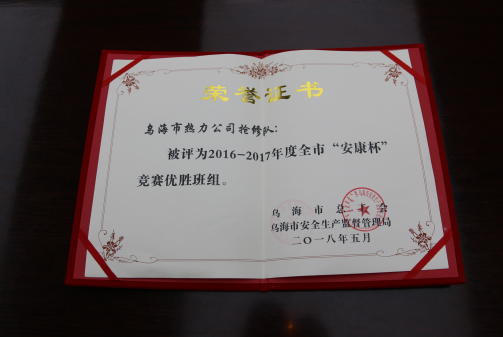 荣誉证书
乌海市热力公司抢修队：
被评为2016-2017年度全市“安康杯”
竞赛优胜班组。
乌海市总工会
乌海市安全生产监督管理局
二〇一八年五月